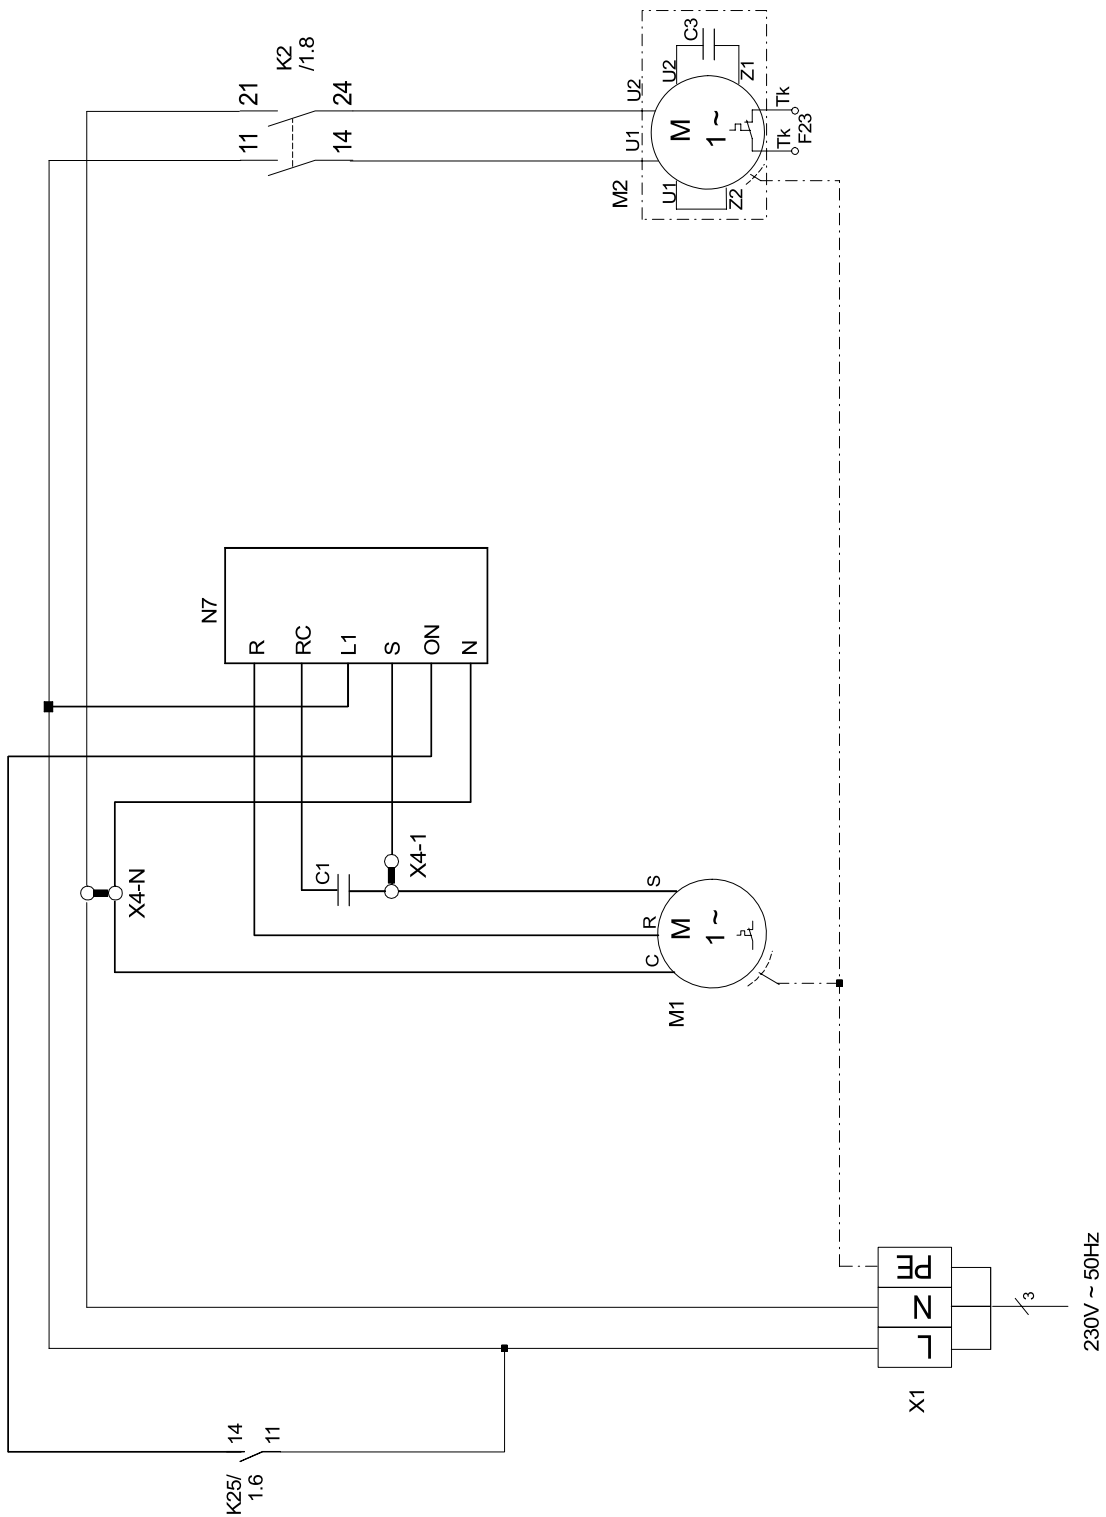 K2
/1.8
21
24
11
14
M2
U2
U1
U2
C3
Z1
M
1~
U1
Z2
Tk
Tk
F23
N7
R
RC
L1
S
ON
N
X4-N
C1
X4-1
S
R
C
M
1~
M1
K25/
1.6
14
11
X1
L
N
PE
3
230V ~ 50Hz